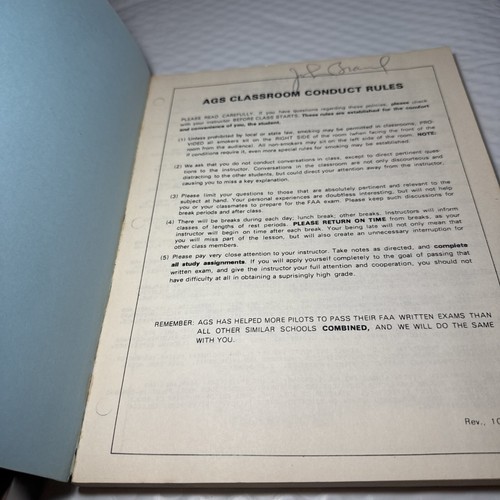 AGS CLASSROOM CONDUCT RULES
PLEASE READ CAREFULLY. If you have questions regarding these policies, please check
with your instructor BEFORE CLASS STARTS. These rules are established for the comfort
and convenience of you, the student.
(1) Unless prohibited by local or state law, smoking may be permitted in classrooms, PRO-
VIDED all smokers sit on the RIGHT SIDE of the room (when facing the front of the
room from the audience). All non-smokers may sit on the left side of the room. NOTE:
If conditions require it, even more special rules for smoking may be established.
(2) We ask that you do not conduct conversations in class, except to direct pertinent ques-
tions to the instructor. Conversations in the classroom are not only discourteous and
distracting to the other students, but could direct your attention away from the instructor,
causing you to miss a key explanation.
(3) Please limit your questions to those that are absolutely pertinent and relevant to the
subject at hand. Your personal experiences are doubtless interesting, but will not help
you or your classmates to prepare for the FAA exam. Please keep such discussions for
break periods and after class.
(4) There will be breaks during each day; lunch break; other breaks. Instructors will inform
classes of lengths of rest periods. PLEASE RETURN ON TIME from breaks, as your
instructor will begin on time after each break. Your being late will not only mean that
you will miss part of the lesson, but will also create an unnecessary interruption for
other class members.
(5) Please pay very close attention to your instructor. Take notes as directed, and complete
all study assignments. If you will apply yourself completely to the goal of passing that
written exam, and give the instructor your full attention and cooperation, you should not
have difficulty at all in obtaining a suprisingly high grade.
REMEMBER: AGS HAS HELPED MORE PILOTS TO PASS THEIR FAA WRITTEN EXAMS THAN
ALL OTHER SIMILAR SCHOOLS COMBINED, AND WE WILL DO THE SAME
WITH YOU.
Rev., 10